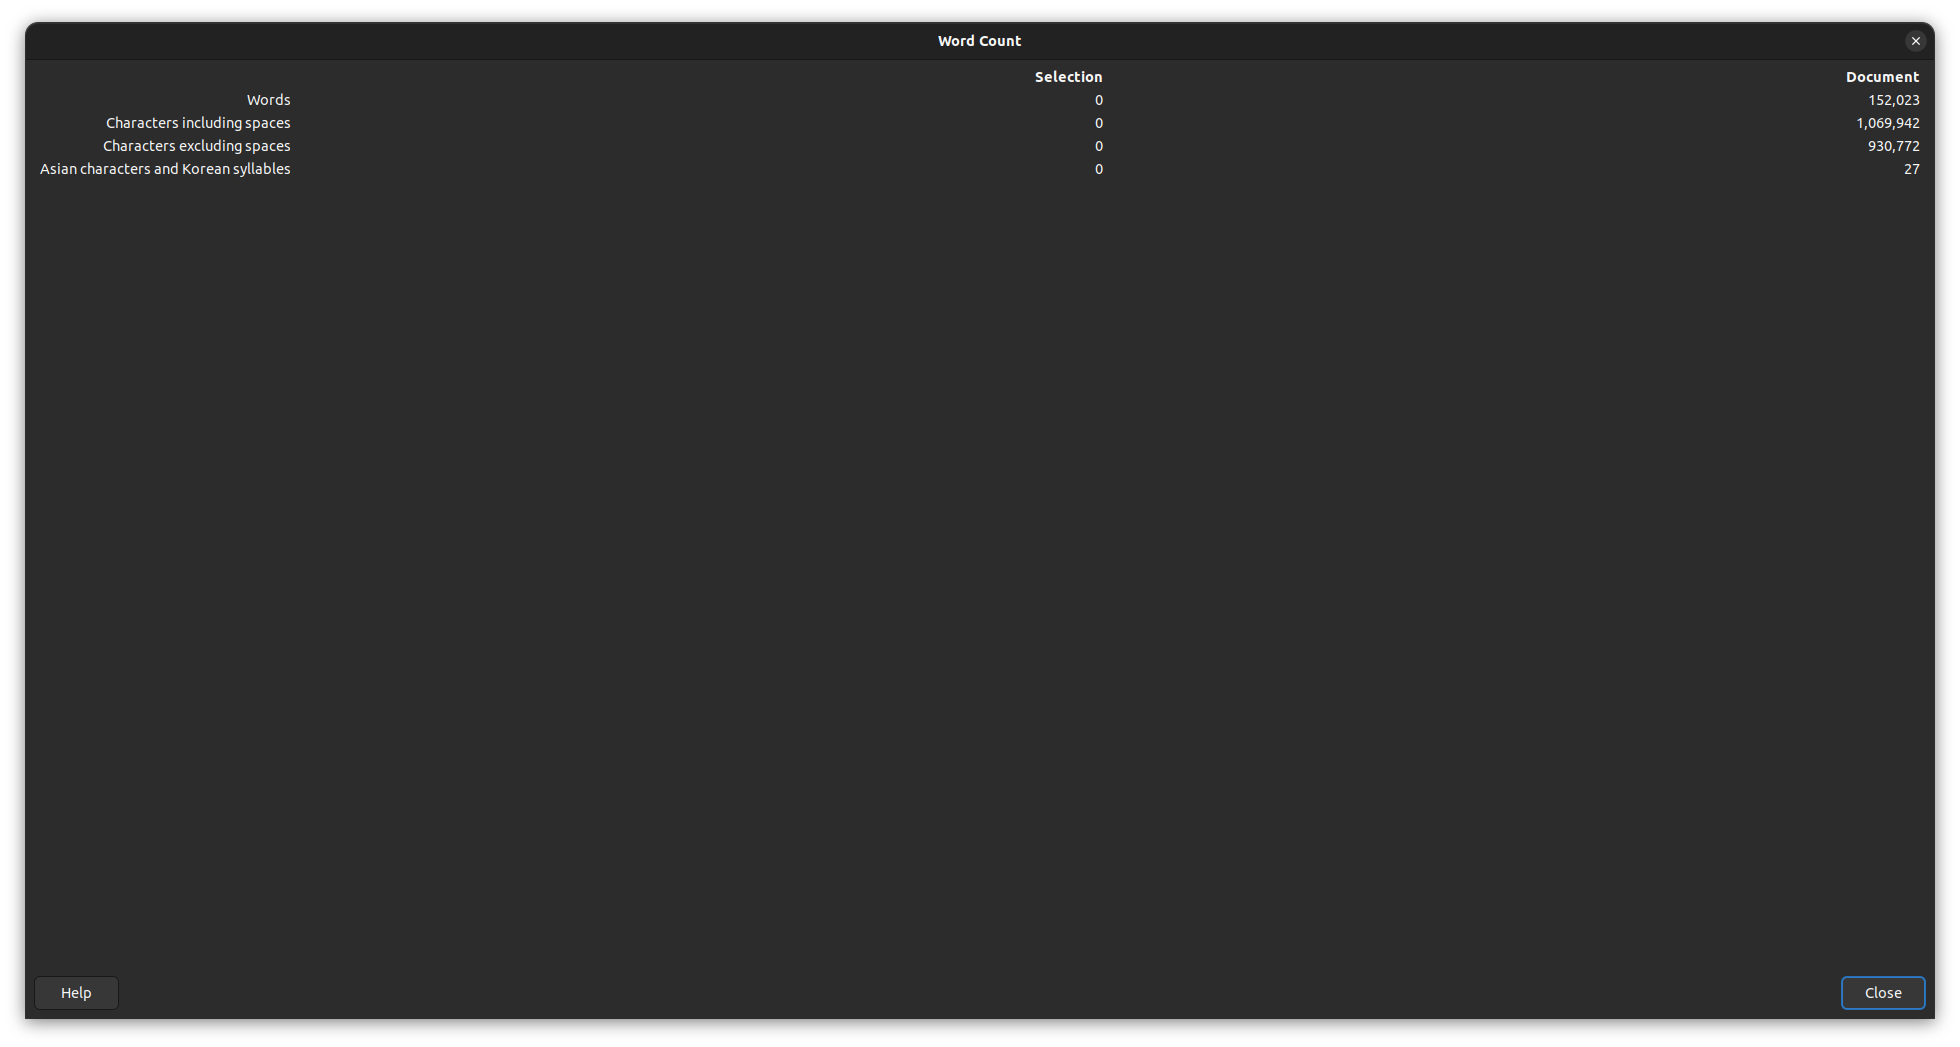 Word Count
Selection Document
Words 0 152,023
Characters including spaces 0 1,069,942
Characters excluding spaces 0 930,772
Asian characters and Korean syllables 0 27
Help Close